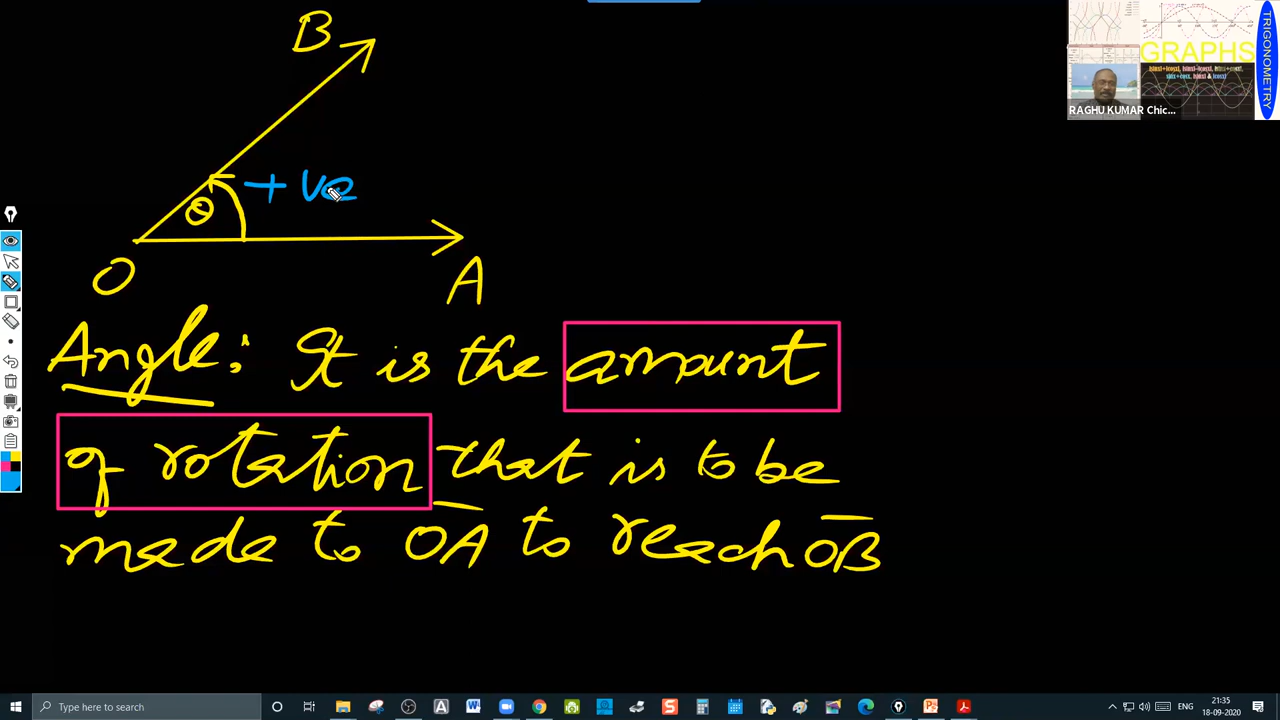 B
+ ve
θ
O
A
Angle: It is the amount
of rotation that is to be
made to OA to reach OB
GRAPHS
TRIGONOMETRY
RAGHU KUMAR Chic...
Type here to search
ENG
21:35
18-09-2020